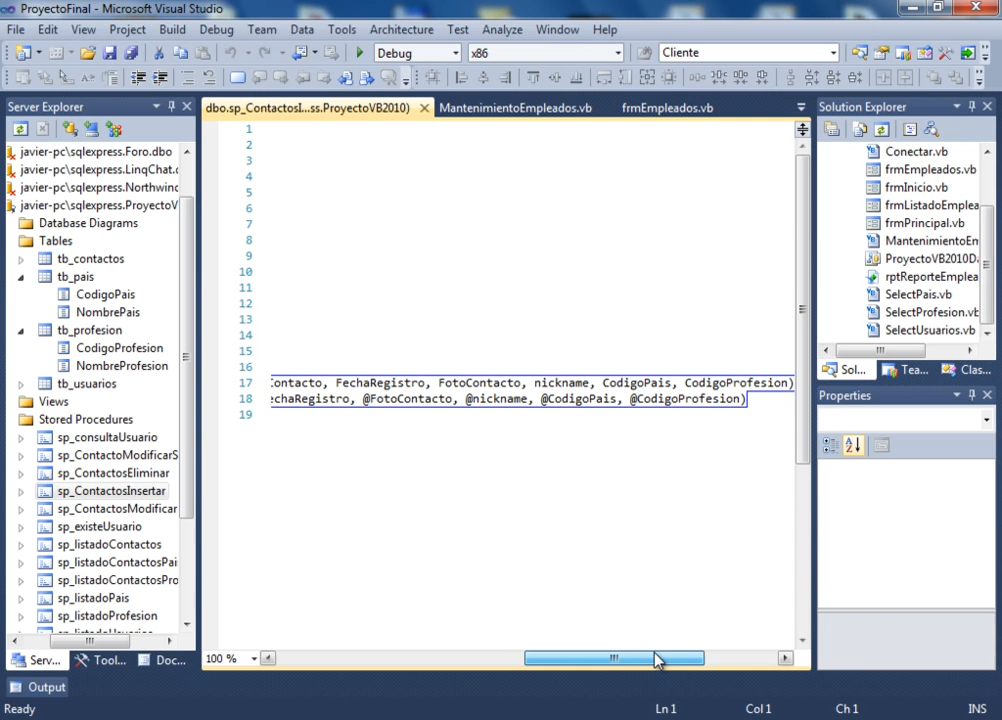 ProyectoFinal - Microsoft Visual Studio
File Edit View Project Build Debug Team Data Tools Architecture Test Analyze Window Help
Debug x86 Cliente
Server Explorer
javier-pc\sqlexpress.Foro.dbo
javier-pc\sqlexpress.LinqChat.
javier-pc\sqlexpress.Northwind
javier-pc\sqlexpress.ProyectoV
Database Diagrams
Tables
tb_contactos
tb_pais
CodigoPais
NombrePais
tb_profesion
CodigoProfesion
NombreProfesion
tb_usuarios
Views
Stored Procedures
sp_consultaUsuario
sp_ContactoModificarS
sp_ContactosEliminar
sp_ContactosInsertar
sp_ContactosModificar
sp_existeUsuario
sp_listadoContactos
sp_listadoContactosPai
sp_listadoContactosPro
sp_listadoPais
sp_listadoProfesion
Serv... Tool... Doc...
dbo.sp_ContactosI...ss.ProyectoVB2010) MantenimientoEmpleados.vb frmEmpleados.vb
1
2
3
4
5
6
7
8
9
10
11
12
13
14
15
16
17 Contacto, FechaRegistro, FotoContacto, nickname, CodigoPais, CodigoProfesion)
18 echaRegistro, @FotoContacto, @nickname, @CodigoPais, @CodigoProfesion)
19
100 %
Solution Explorer
Conectar.vb
frmEmpleados.vb
frmInicio.vb
frmListadoEmplea
frmPrincipal.vb
MantenimientoEm
ProyectoVB2010Da
rptReporteEmplea
SelectPais.vb
SelectProfesion.vb
SelectUsuarios.vb
Sol... Tea... Clas...
Properties
Output
Ready Ln 1 Col 1 Ch 1 INS